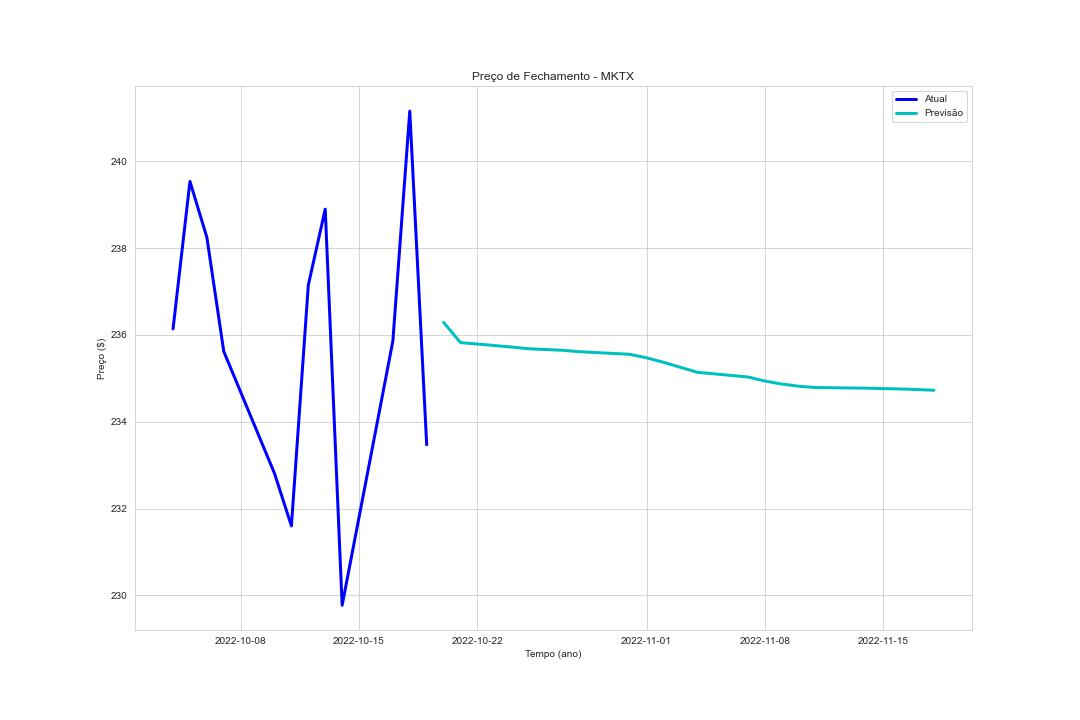 Preço de Fechamento - MKTX
Atual
Previsão
240
238
236
234
232
230
Preço ($)
2022-10-08
2022-10-15
2022-10-22
2022-11-01
2022-11-08
2022-11-15
Tempo (ano)